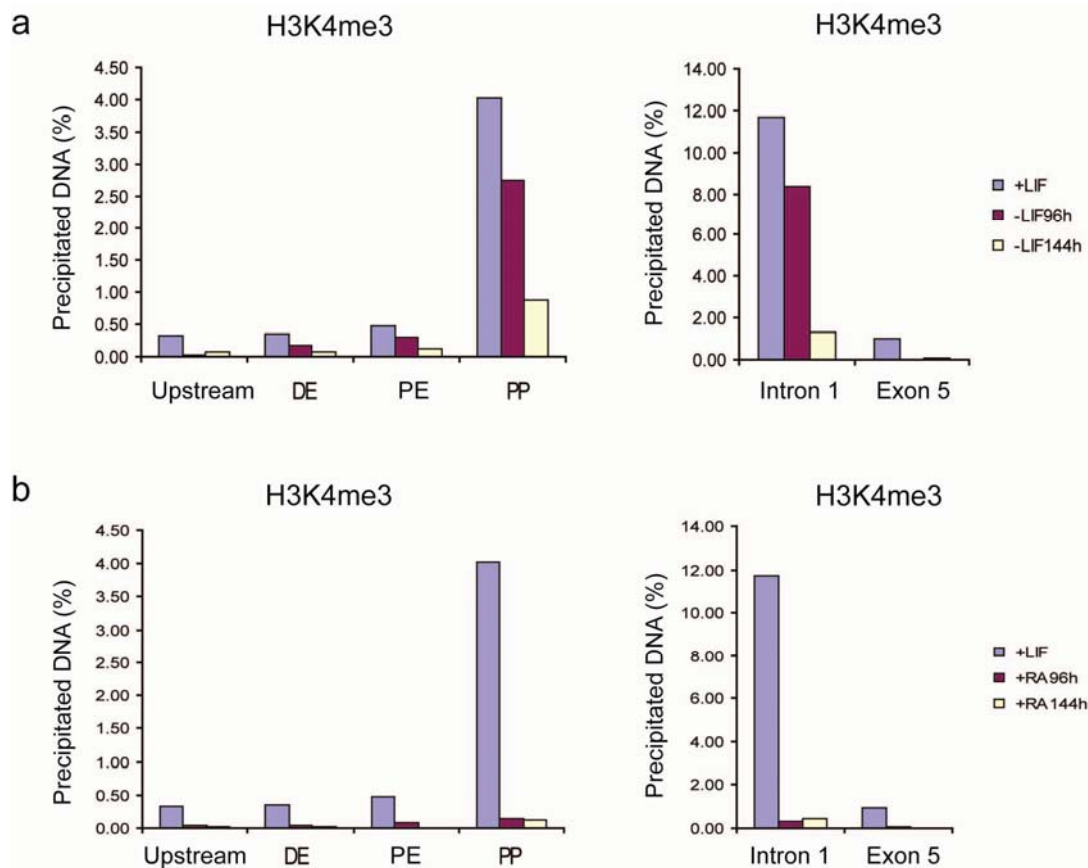 a
H3K4me3
Precipitated DNA (%)
4.50
4.00
3.50
3.00
2.50
2.00
1.50
1.00
0.50
0.00
Upstream DE PE PP
H3K4me3
Precipitated DNA (%)
14.00
12.00
10.00
8.00
6.00
4.00
2.00
0.00
Intron 1 Exon 5
+LIF
-LIF96h
-LIF144h
b
H3K4me3
Precipitated DNA (%)
4.50
4.00
3.50
3.00
2.50
2.00
1.50
1.00
0.50
0.00
Upstream DE PE PP
H3K4me3
Precipitated DNA (%)
14.00
12.00
10.00
8.00
6.00
4.00
2.00
0.00
Intron 1 Exon 5
+LIF
+RA96h
+RA144h